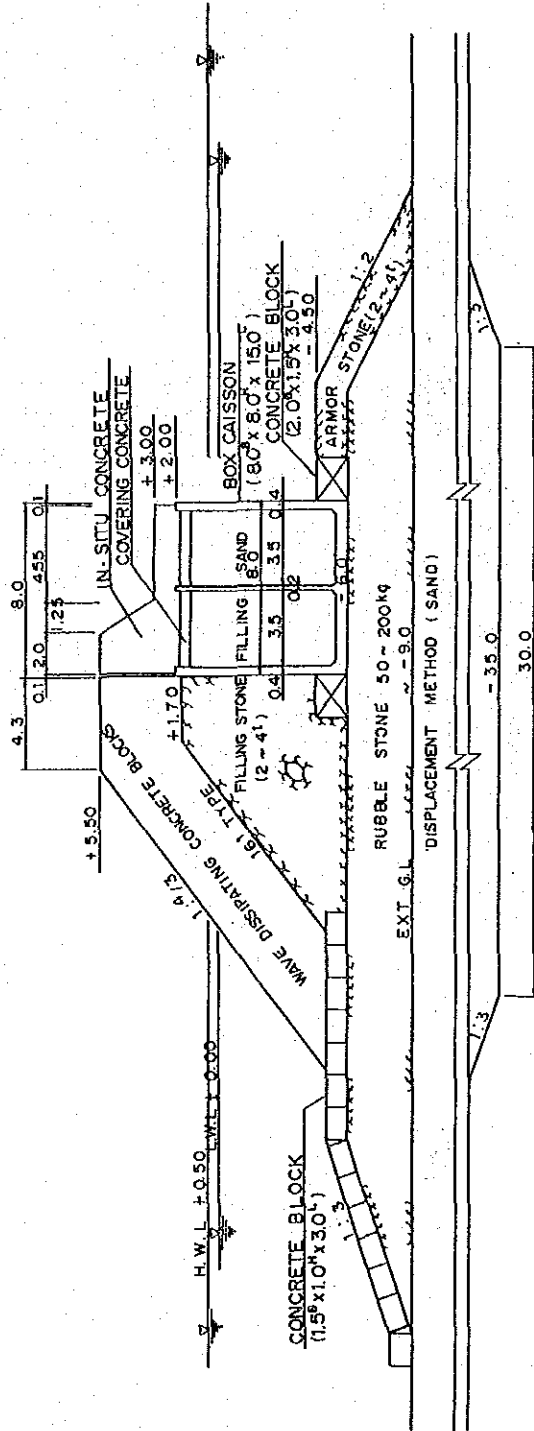 4.3
8.0
0.1
2.0
1.25
4.55
0.1
+5.50
IN-SITU CONCRETE
COVERING CONCRETE
+3.00
+2.00
+1.70
H.W.L +0.50
L.W.L ± 0.00
1:4/3
WAVE DISSIPATING CONCRETE BLOCKS
16t TYPE
FILLING STONE
(2~4t)
FILLING SAND
8.0
0.4
3.5
3.5
0.4
0.2
-6.0
BOX CAISSON
(8.0B x 8.0H x 15.0L)
CONCRETE BLOCK
(2.0B x 1.5H x 3.0L)
-4.50
ARMOR STONE (2~4t)
1:2
CONCRETE BLOCK
(1.5B x 1.0H x 3.0L)
1:3
RUBBLE STONE 50~200kg
EXT G.L ~ -9.0
DISPLACEMENT METHOD (SAND)
1:3
-35.0
1:3
30.0